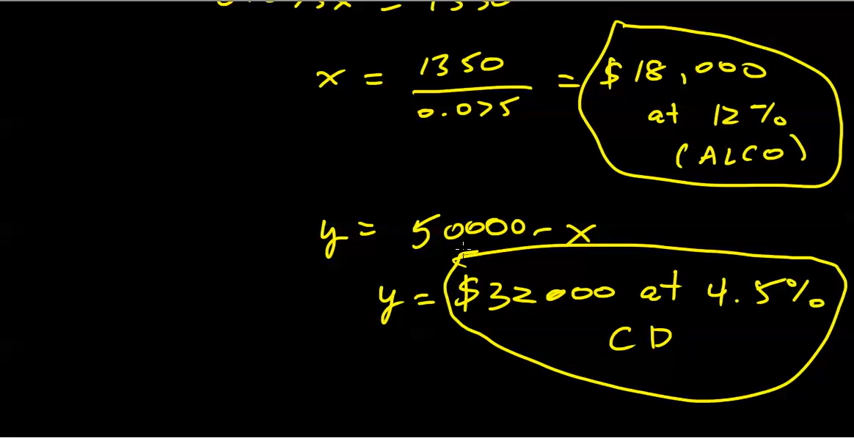 x = 1350 / 0.075 = $18,000
at 12%
(ALCO)
y = 50000 - x
y = $32000 at 4.5%
CD